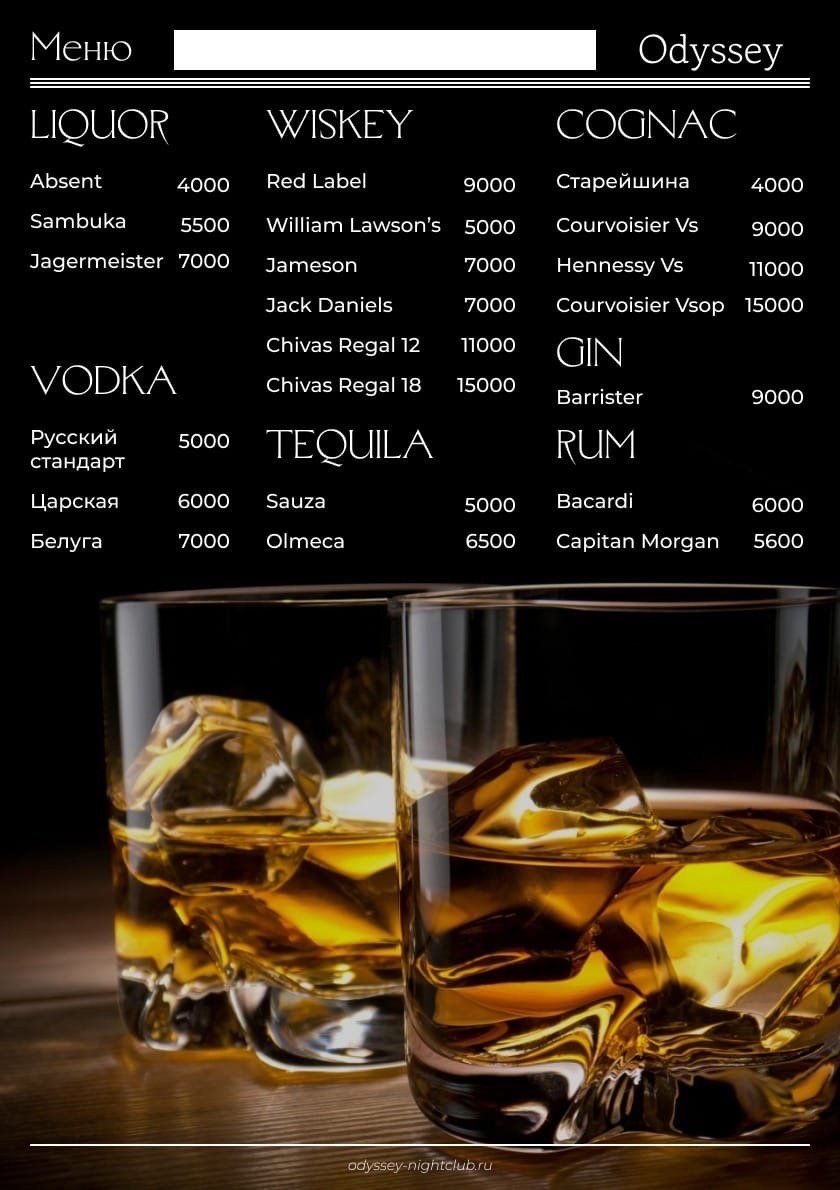 Меню
Odyssey
LIQUOR
Absent 4000
Sambuka 5500
Jagermeister 7000
VODKA
Русский 5000
стандарт
Царская 6000
Белуга 7000
WISKEY
Red Label 9000
William Lawson's 5000
Jameson 7000
Jack Daniels 7000
Chivas Regal 12 11000
Chivas Regal 18 15000
TEQUILA
Sauza 5000
Olmeca 6500
COGNAC
Старейшина 4000
Courvoisier Vs 9000
Hennessy Vs 11000
Courvoisier Vsop 15000
GIN
Barrister 9000
RUM
Bacardi 6000
Capitan Morgan 5600
odyssey-nightclub.ru